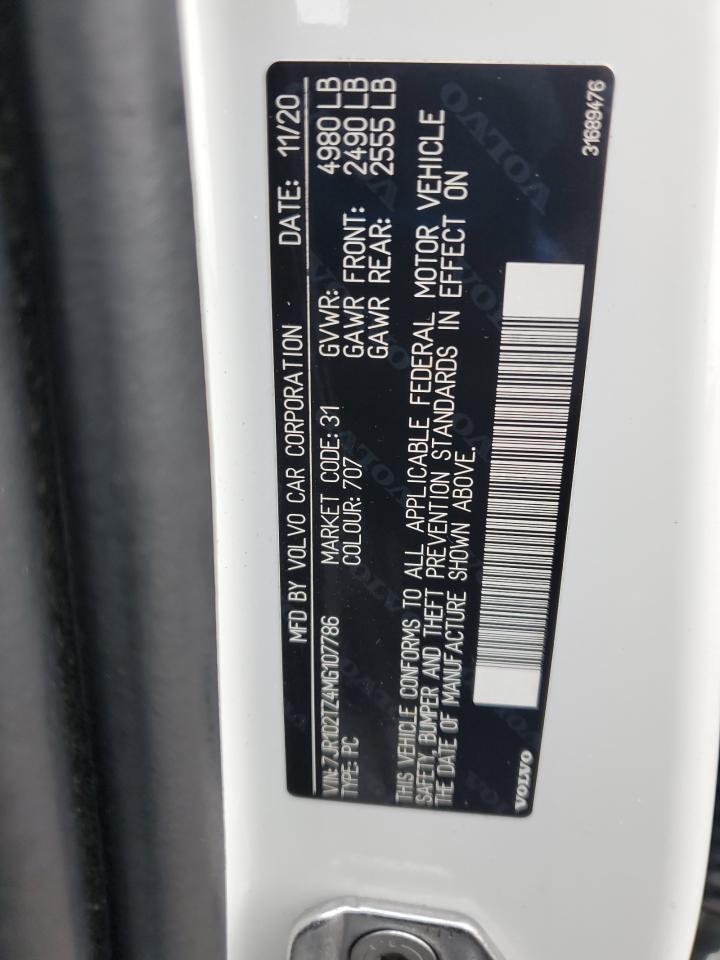 MFD BY VOLVO CAR CORPORATION DATE: 11/20
VIN: 7JR102TZ4MG107786 MARKET CODE: 31 GVWR: 4980 LB
TYPE: PC COLOUR: 707 GAWR FRONT: 2490 LB
GAWR REAR: 2555 LB
THIS VEHICLE CONFORMS TO ALL APPLICABLE FEDERAL MOTOR VEHICLE
SAFETY, BUMPER AND THEFT PREVENTION STANDARDS IN EFFECT ON
THE DATE OF MANUFACTURE SHOWN ABOVE.
VOLVO 31689476